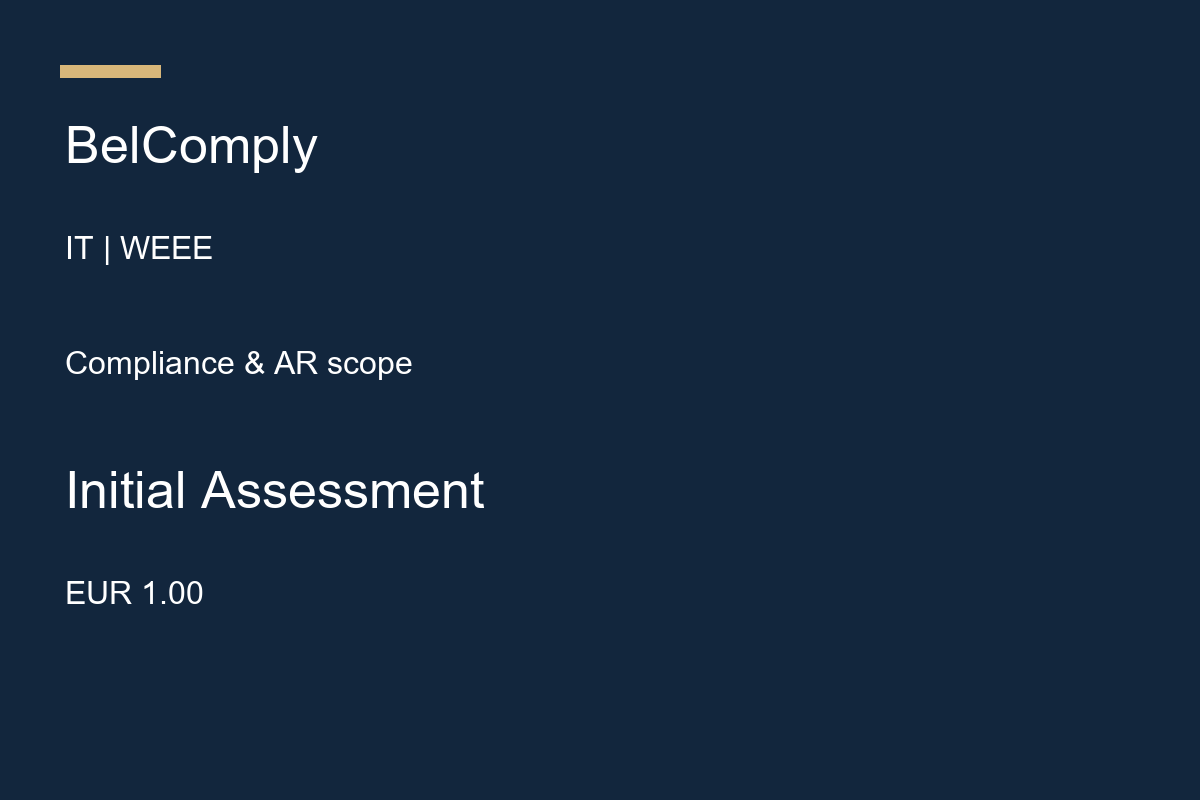 BelComply
IT | WEEE
Compliance & AR scope
Initial Assessment
EUR 1.00